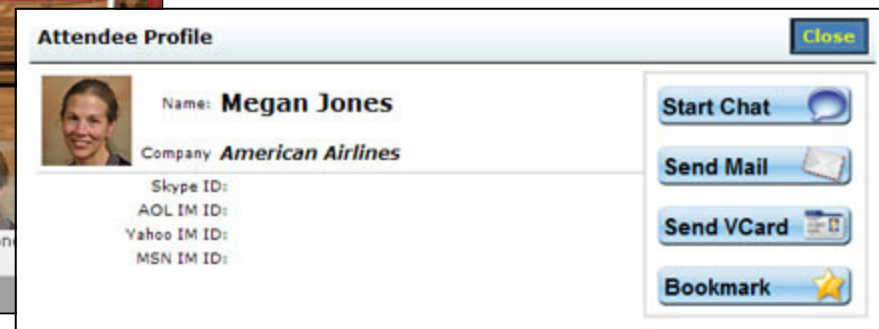 Attendee Profile
Close
Name: Megan Jones
Company American Airlines
Skype ID:
AOL IM ID:
Yahoo IM ID:
MSN IM ID:
Start Chat
Send Mail
Send VCard
Bookmark